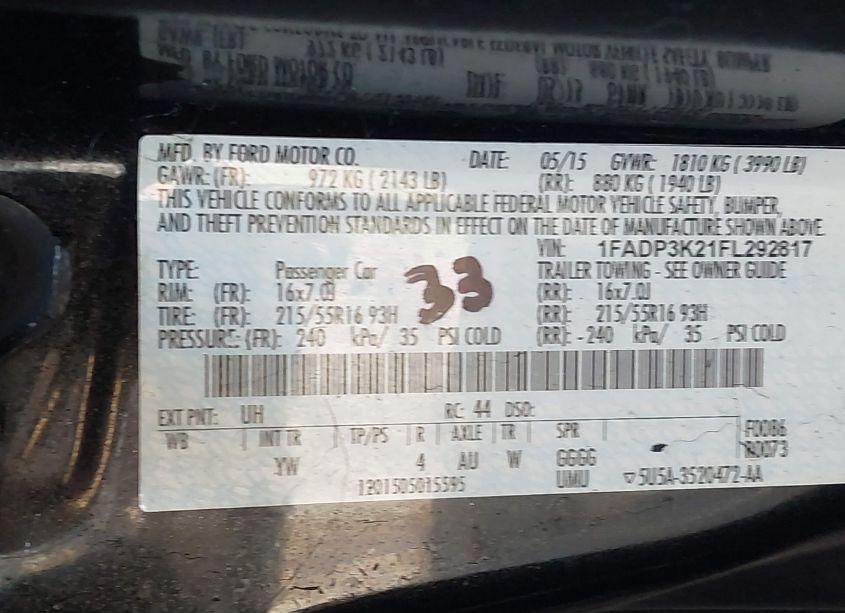 MFD. BY FORD MOTOR CO. DATE: 05/15 GVWR: 1810 KG ( 3990 LB)
GAWR: (FR): 972 KG ( 2143 LB) (RR): 880 KG ( 1940 LB)
THIS VEHICLE CONFORMS TO ALL APPLICABLE FEDERAL MOTOR VEHICLE SAFETY, BUMPER,
AND THEFT PREVENTION STANDARDS IN EFFECT ON THE DATE OF MANUFACTURE SHOWN ABOVE.
VIN: 1FADP3K21FL292817
TYPE: Passenger Car 33 TRAILER TOWING - SEE OWNER GUIDE
RIM: (FR): 16x7.0J (RR): 16x7.0J
TIRE: (FR): 215/55R16 93H (RR): 215/55R16 93H
PRESSURE: (FR): 240 kPa/ 35 PSI COLD (RR): 240 kPa/ 35 PSI COLD
EXT PNT: UH RC: 44 DSO:
WB INT TR TP/PS R AXLE TR SPR F0086
R0073
YW 4 AU W GGGG
1201505015595 UMU 5U5A-3520472-AA